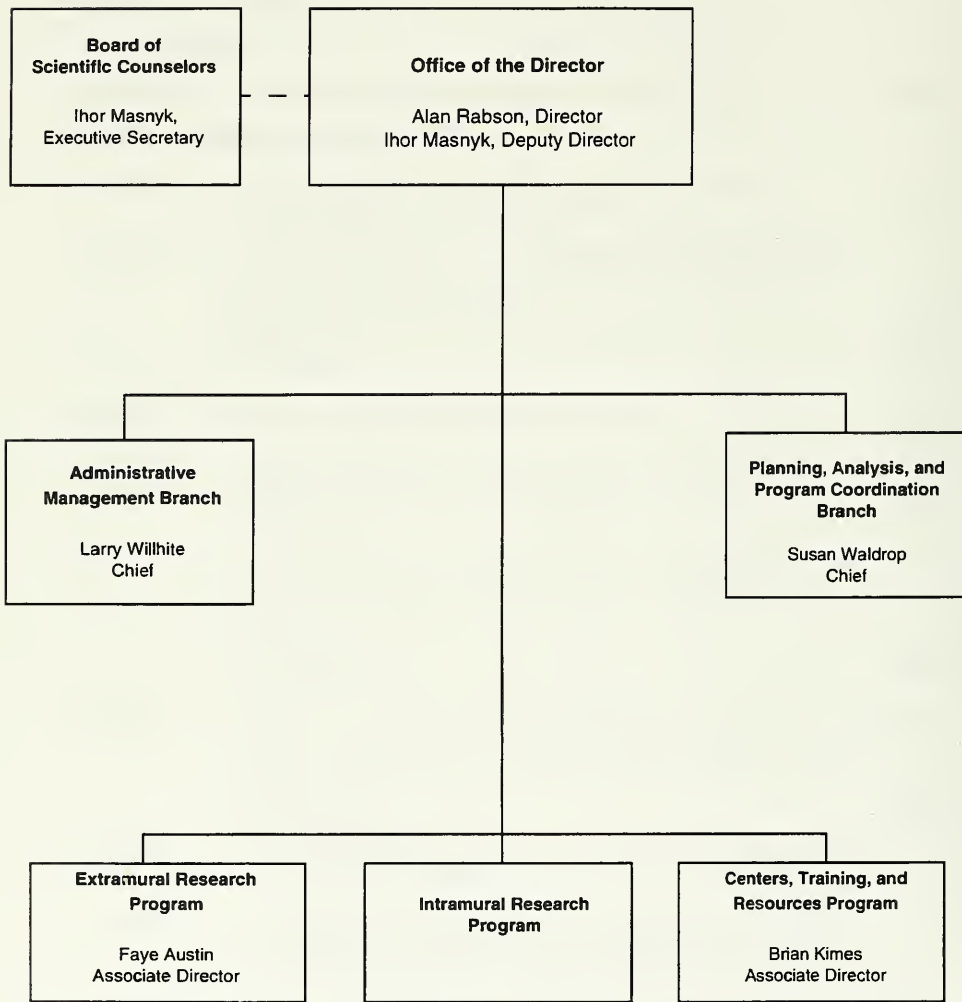 Board of
Scientific Counselors
Ihor Masnyk,
Executive Secretary
Office of the Director
Alan Rabson, Director
Ihor Masnyk, Deputy Director
Administrative
Management Branch
Larry Willhite
Chief
Planning, Analysis, and
Program Coordination
Branch
Susan Waldrop
Chief
Extramural Research
Program
Faye Austin
Associate Director
Intramural Research
Program
Centers, Training, and
Resources Program
Brian Kimes
Associate Director